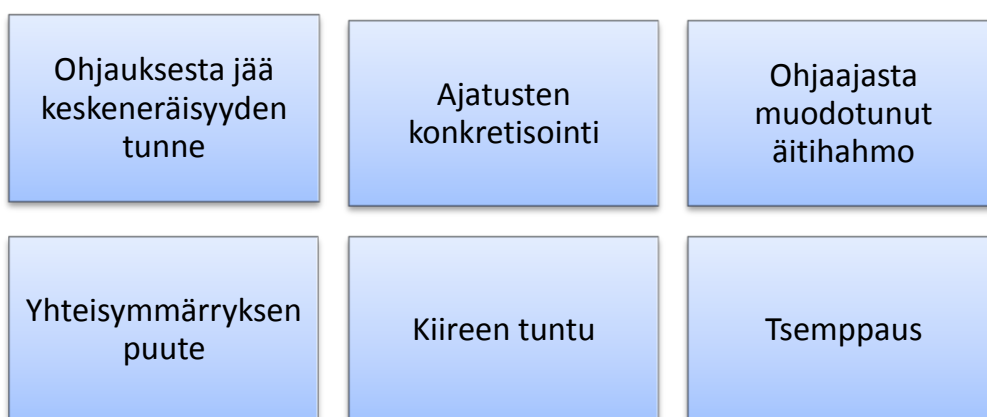 Ohjauksesta jää
keskeneräisyyden
tunne
Ajatusten
konkretisointi
Ohjaajasta
muodotunut
äitihahmo
Yhteisymmärryksen
puute
Kiireen tuntu
Tsemppaus